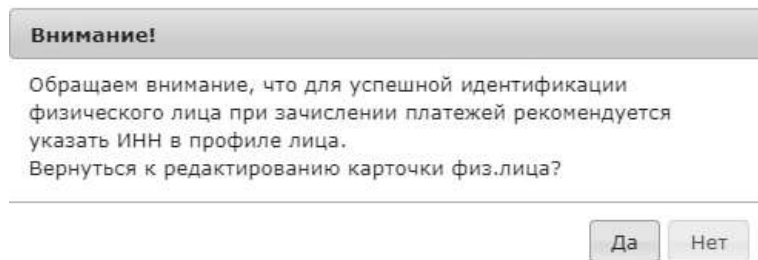 Внимание!
Обращаем внимание, что для успешной идентификации
физического лица при зачислении платежей рекомендуется
указать ИНН в профиле лица.
Вернуться к редактированию карточки физ.лица?
Да Нет